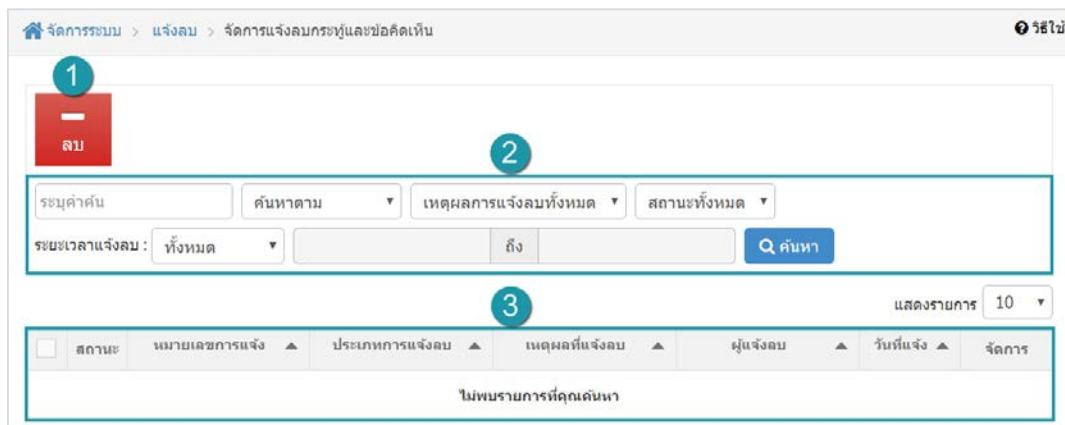 จัดการระบบ > แจ้งลบ > จัดการแจ้งลบกระทู้และข้อคิดเห็น วิธีใช้
1
ลบ
2
ระบุคำค้น ค้นหาตาม เหตุผลการแจ้งลบทั้งหมด สถานะทั้งหมด
ระยะเวลาแจ้งลบ : ทั้งหมด ถึง ค้นหา
3
แสดงรายการ 10
สถานะ หมายเลขการแจ้ง ประเภทการแจ้งลบ เหตุผลที่แจ้งลบ ผู้แจ้งลบ วันที่แจ้ง จัดการ
ไม่พบรายการที่คุณค้นหา